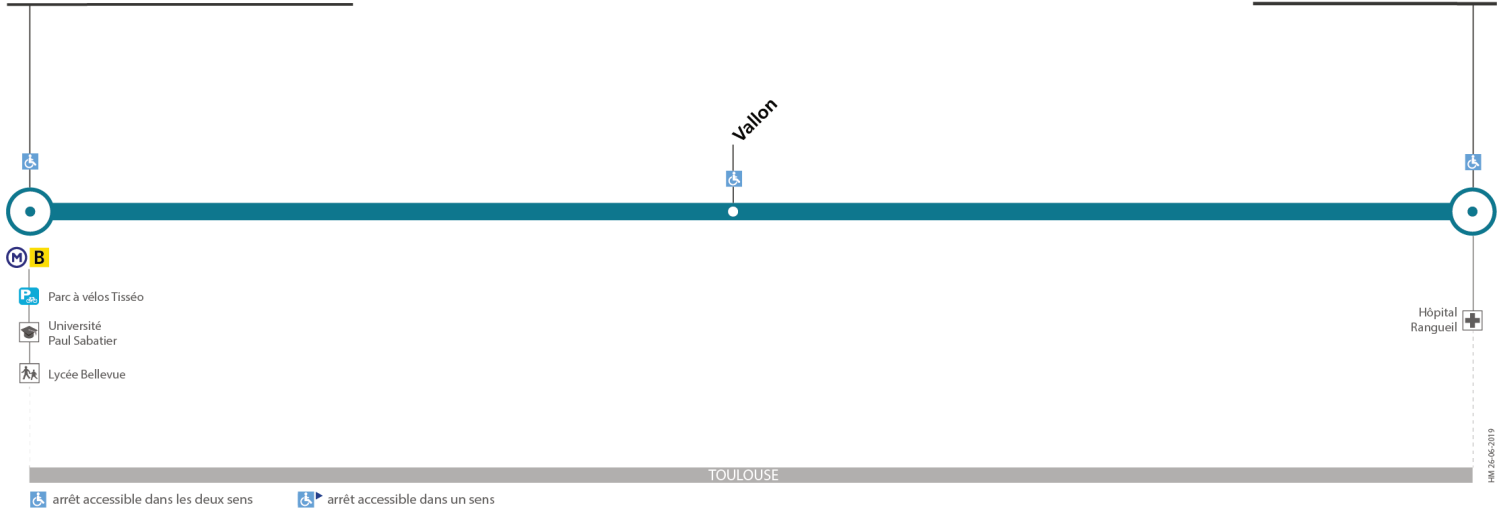 Vallon
M B
P Parc à vélos Tisséo
Université
Paul Sabatier
Lycée Bellevue
Hôpital
Rangueil
TOULOUSE
HM 26-06-2019
arrêt accessible dans les deux sens
arrêt accessible dans un sens